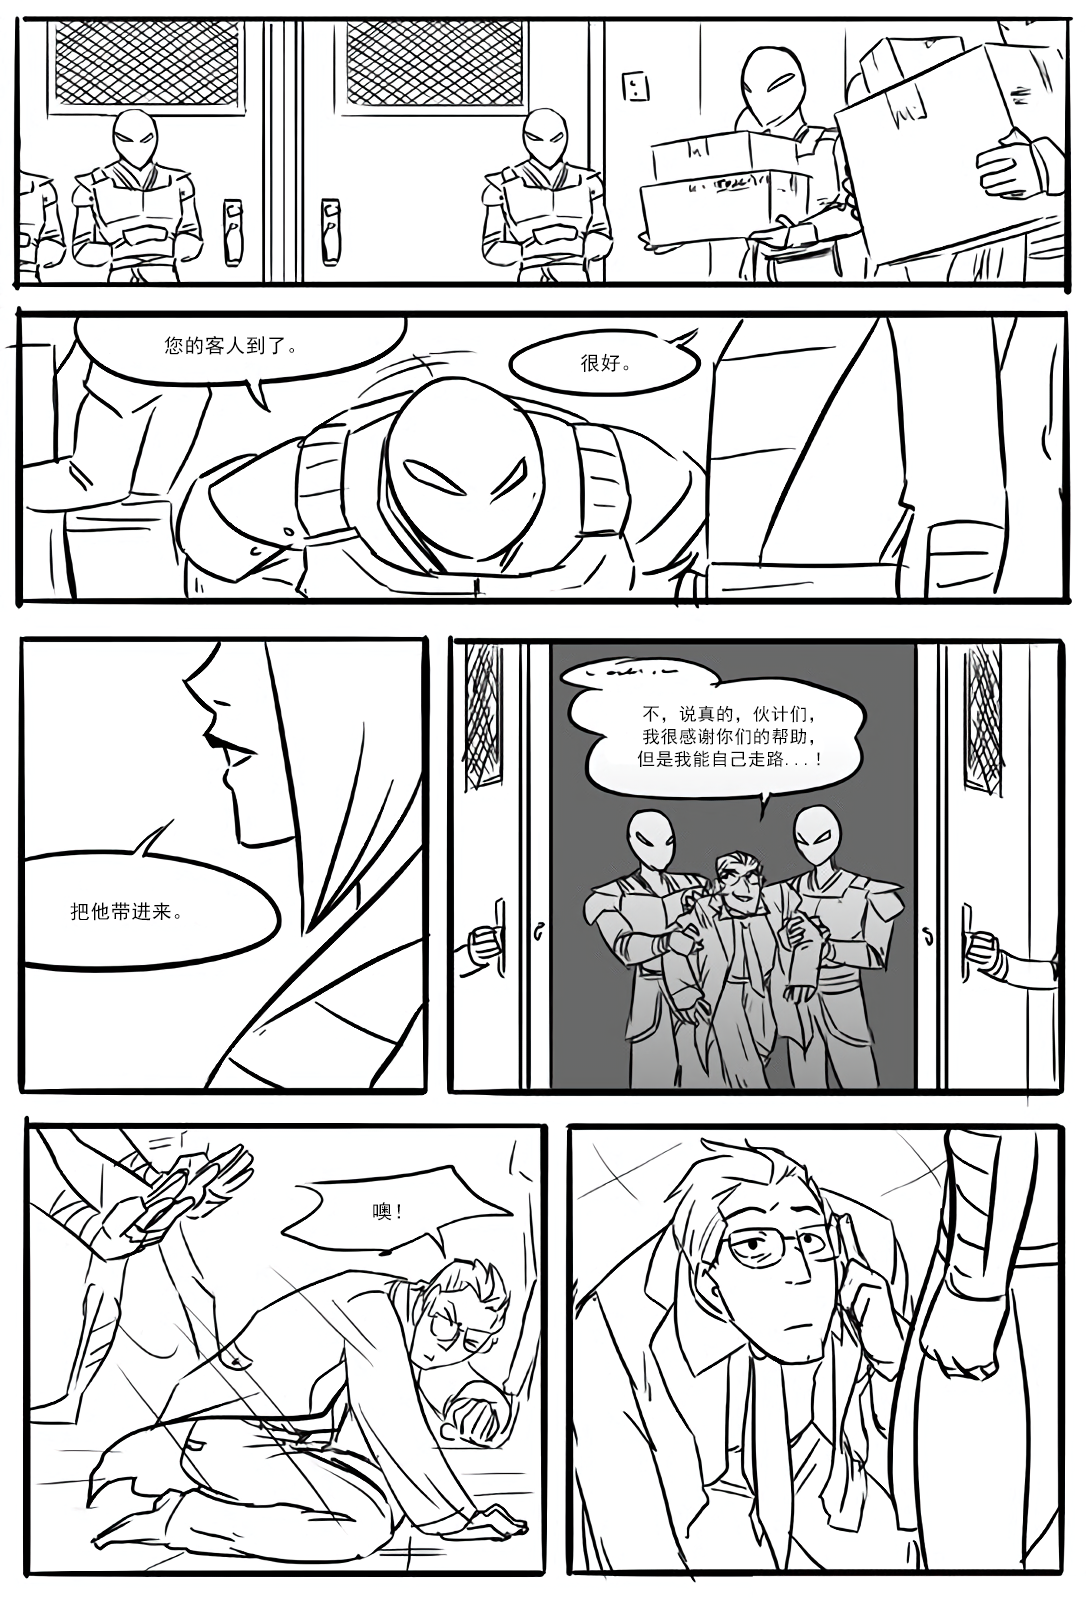 您的客人到了。
很好。
把他带进来。
不，说真的，伙计们，
我很感谢你们的帮助，
但是我能自己走路...！
噢！